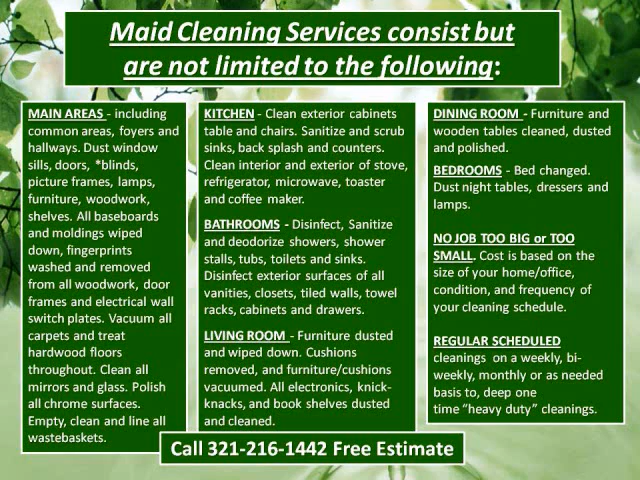 Maid Cleaning Services consist but
are not limited to the following:
MAIN AREAS - including
common areas, foyers and
hallways. Dust window
sills, doors, *blinds,
picture frames, lamps,
furniture, woodwork,
shelves. All baseboards
and moldings wiped
down, fingerprints
washed and removed
from all woodwork, door
frames and electrical wall
switch plates. Vacuum all
carpets and treat
hardwood floors
throughout. Clean all
mirrors and glass. Polish
all chrome surfaces.
Empty, clean and line all
wastebaskets.
KITCHEN - Clean exterior cabinets
table and chairs. Sanitize and scrub
sinks, back splash and counters.
Clean interior and exterior of stove,
refrigerator, microwave, toaster
and coffee maker.
BATHROOMS - Disinfect, Sanitize
and deodorize showers, shower
stalls, tubs, toilets and sinks.
Disinfect exterior surfaces of all
vanities, closets, tiled walls, towel
racks, cabinets and drawers.
LIVING ROOM - Furniture dusted
and wiped down. Cushions
removed, and furniture/cushions
vacuumed. All electronics, knick-
knacks, and book shelves dusted
and cleaned.
DINING ROOM - Furniture and
wooden tables cleaned, dusted
and polished.
BEDROOMS - Bed changed.
Dust night tables, dressers and
lamps.
NO JOB TOO BIG or TOO
SMALL. Cost is based on the
size of your home/office,
condition, and frequency of
your cleaning schedule.
REGULAR SCHEDULED
cleanings on a weekly, bi-
weekly, monthly or as needed
basis to, deep one
time “heavy duty” cleanings.
Call 321-216-1442 Free Estimate